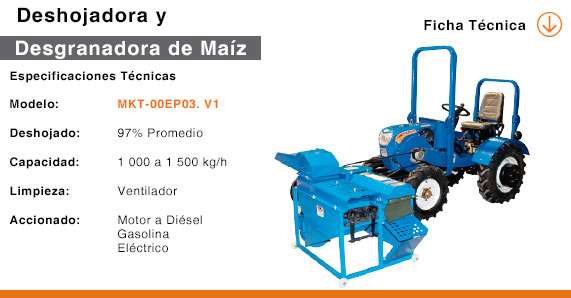 Deshojadora y
Desgranadora de Maíz
Ficha Técnica
Especificaciones Técnicas
Modelo: MKT-00EP03. V1
Deshojado: 97% Promedio
Capacidad: 1 000 a 1 500 kg/h
Limpieza: Ventilador
Accionado: Motor a Diésel
Gasolina
Eléctrico